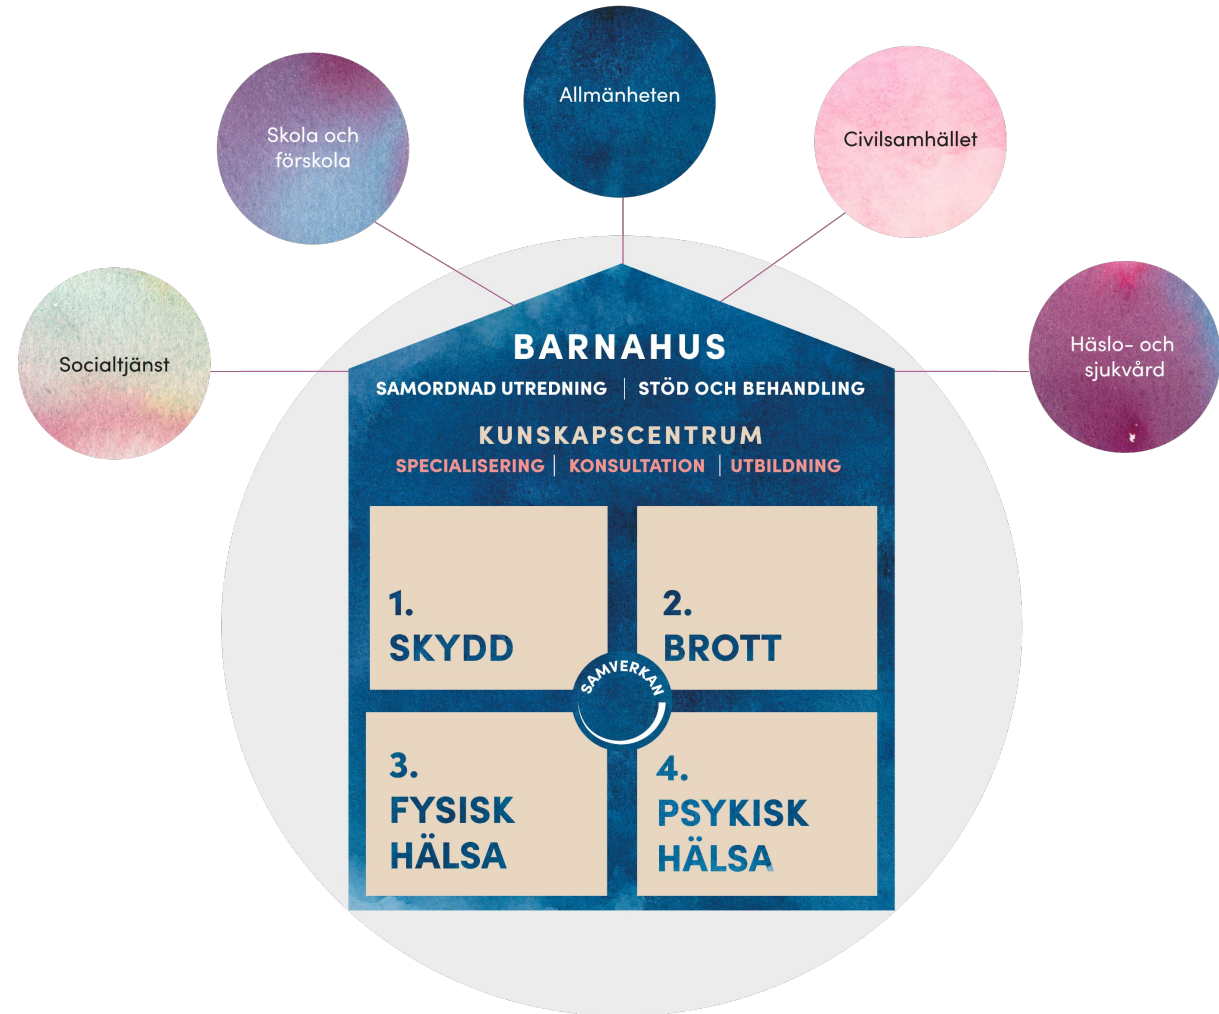 Allmänheten
Skola och
förskola
Civilsamhället
Socialtjänst
Häslo- och
sjukvård
BARNAHUS
SAMORDNAD UTREDNING | STÖD OCH BEHANDLING
KUNSKAPSCENTRUM
SPECIALISERING | KONSULTATION | UTBILDNING
1.
SKYDD
2.
BROTT
SAMVERKAN
3.
FYSISK
HÄLSA
4.
PSYKISK
HÄLSA